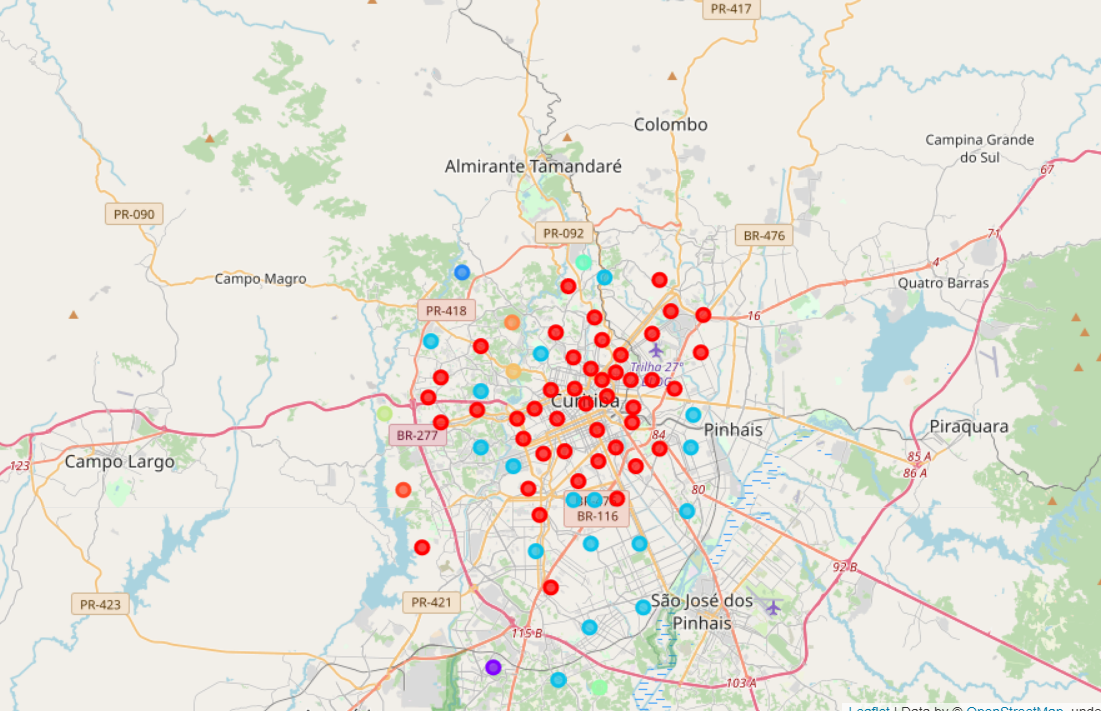 PR-417
Colombo
Campina Grande
do Sul
Almirante Tamandaré
67
PR-090
PR-092
BR-476
71
4
Campo Magro
Quatro Barras
PR-418
16
Trilha 27
Curitiba
BR-277
Pinhais
Piraquara
84
85 A
86 A
123
Campo Largo
80
BR-116
92 B
PR-423
PR-421
São José dos
Pinhais
115 B
103 A
Leaflet | Data by © OpenStreetMap, unde